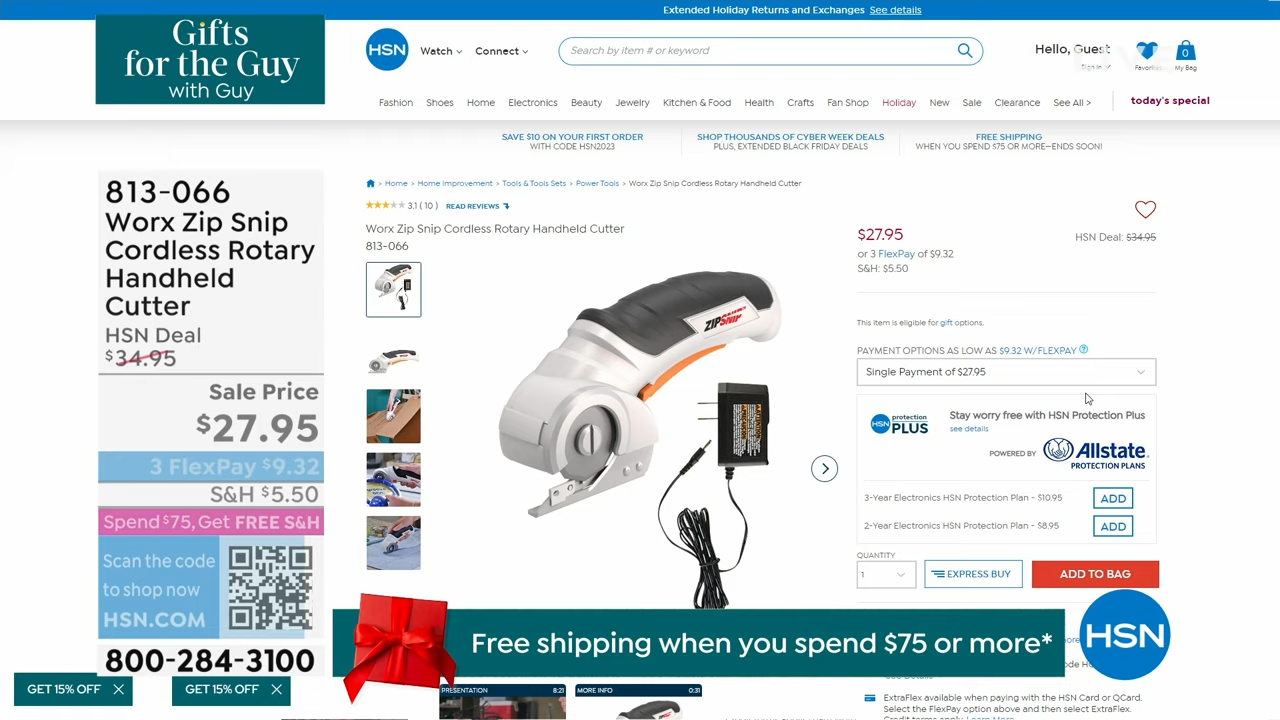 Extended Holiday Returns and Exchanges See details
Gifts
for the Guy
with Guy
HSN
Watch
Connect
Search by item # or keyword
Hello, Guest
Sign In
Favorites
0
My Bag
Fashion Shoes Home Electronics Beauty Jewelry Kitchen & Food Health Crafts Fan Shop Holiday New Sale Clearance See All >
today's special
SAVE $10 ON YOUR FIRST ORDER
WITH CODE HSN2023
SHOP THOUSANDS OF CYBER WEEK DEALS
PLUS, EXTENDED BLACK FRIDAY DEALS
FREE SHIPPING
WHEN YOU SPEND $75 OR MORE—ENDS SOON!
813-066
Worx Zip Snip
Cordless Rotary
Handheld
Cutter
HSN Deal
$34.95
Sale Price
$27.95
3 FlexPay $9.32
S&H $5.50
Spend $75, Get FREE S&H
Scan the code
to shop now
HSN.COM
800-284-3100
GET 15% OFF
GET 15% OFF
Home > Home Improvement > Tools & Tools Sets > Power Tools > Worx Zip Snip Cordless Rotary Handheld Cutter
3.1 ( 10 ) READ REVIEWS
Worx Zip Snip Cordless Rotary Handheld Cutter
813-066
ZIPSNIP
$27.95
HSN Deal: $34.95
or 3 FlexPay of $9.32
S&H: $5.50
This item is eligible for gift options.
PAYMENT OPTIONS AS LOW AS $9.32 W/FLEXPAY
Single Payment of $27.95
HSN protection PLUS
Stay worry free with HSN Protection Plus
see details
POWERED BY
Allstate.
PROTECTION PLANS
3-Year Electronics HSN Protection Plan - $10.95 ADD
2-Year Electronics HSN Protection Plan - $8.95 ADD
QUANTITY
1
EXPRESS BUY
ADD TO BAG
Free shipping when you spend $75 or more*
HSN
PRESENTATION 8:23
MORE INFO 0:31
See Details
ExtraFlex available when paying with the HSN Card or QCard.
Select the FlexPay option above and then select ExtraFlex.
Credit terms apply. Learn More